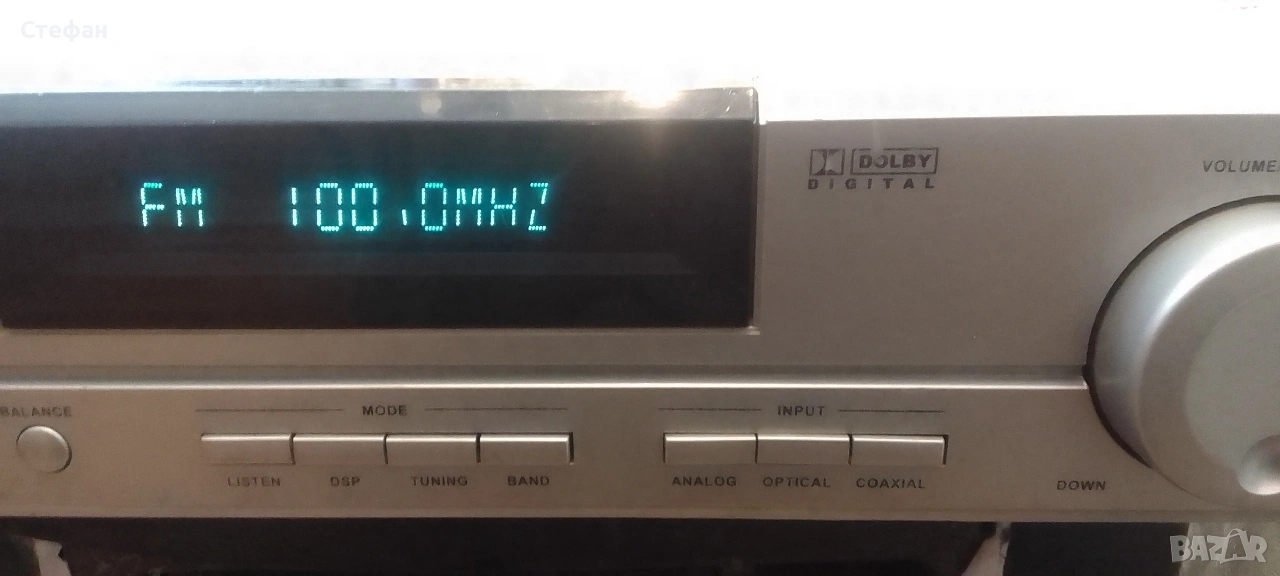 Стефан
FM 100.0MHZ
DOLBY
DIGITAL
VOLUME
BALANCE
MODE
INPUT
LISTEN DSP TUNING BAND
ANALOG OPTICAL COAXIAL
DOWN
BAZAR